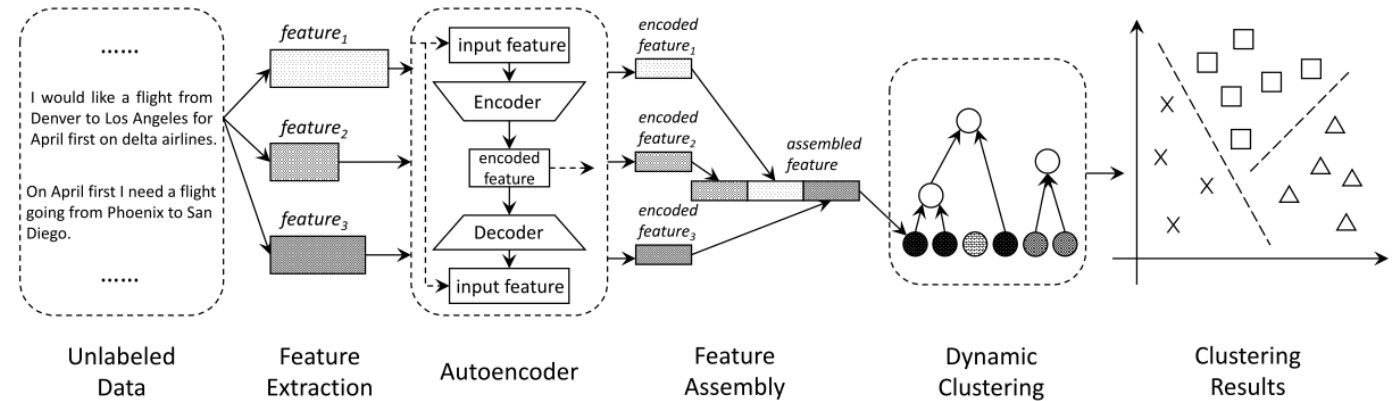 ......
I would like a flight from
Denver to Los Angeles for
April first on delta airlines.
On April first I need a flight
going from Phoenix to San
Diego.
......
feature1
feature2
feature3
input feature
Encoder
encoded
feature
Decoder
input feature
encoded
feature1
encoded
feature2
encoded
feature3
assembled
feature
Unlabeled
Data
Feature
Extraction
Autoencoder
Feature
Assembly
Dynamic
Clustering
Clustering
Results